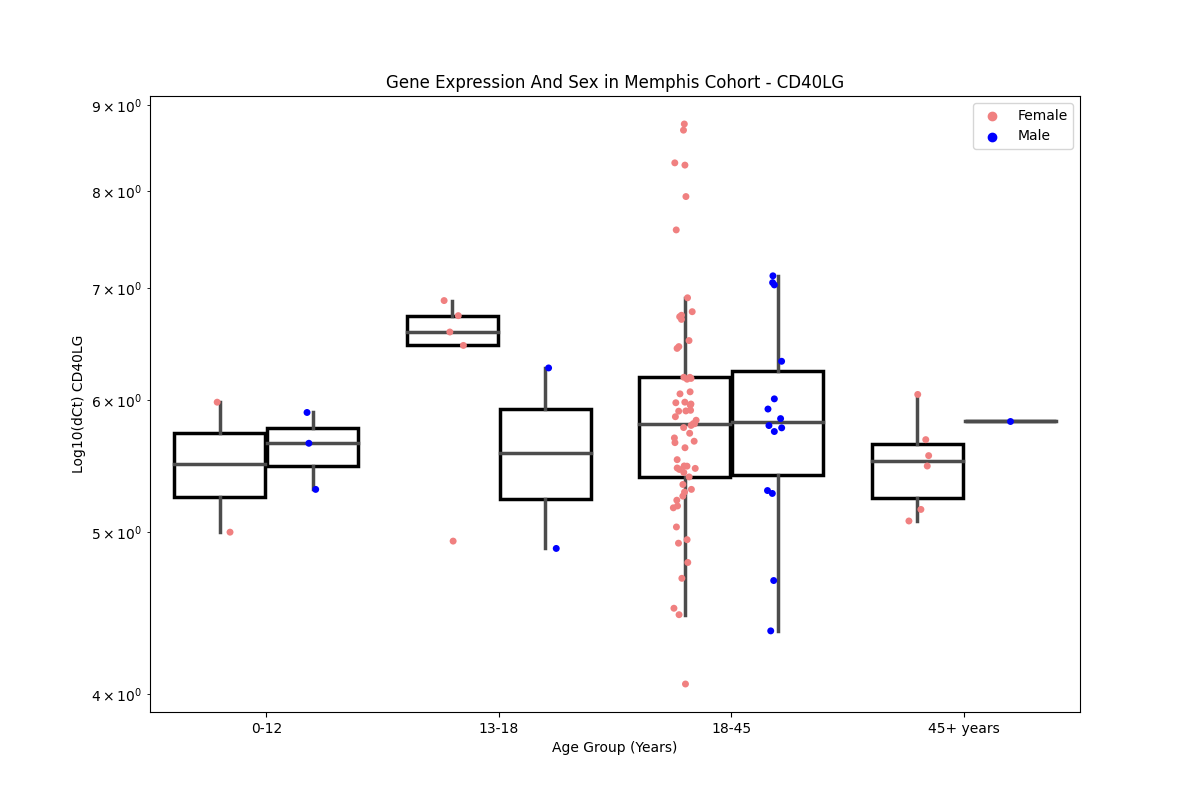 Gene Expression And Sex in Memphis Cohort - CD40LG
Female
Male
Log10(dCt) CD40LG
9 × 10⁰
8 × 10⁰
7 × 10⁰
6 × 10⁰
5 × 10⁰
4 × 10⁰
0-12 13-18 18-45 45+ years
Age Group (Years)